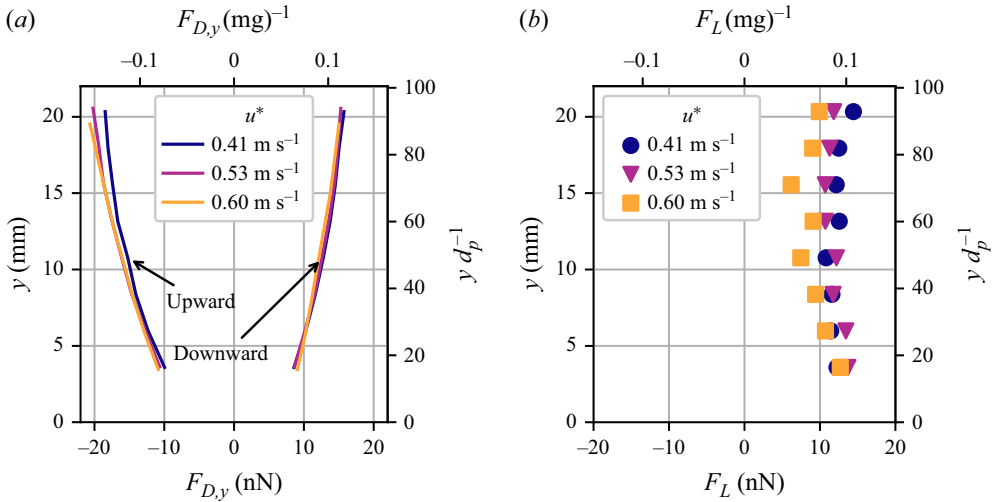 (a)
F_{D,y} (mg)^{–1}
–0.1 0 0.1
20
15
10
5
0
y (mm)
u*
0.41 m s^{–1}
0.53 m s^{–1}
0.60 m s^{–1}
Upward
Downward
100
80
60
40
20
0
y d_p^{–1}
–20 –10 0 10 20
F_{D,y} (nN)
(b)
F_L (mg)^{–1}
–0.1 0 0.1
20
15
10
5
0
y (mm)
u*
0.41 m s^{–1}
0.53 m s^{–1}
0.60 m s^{–1}
100
80
60
40
20
0
y d_p^{–1}
–20 –10 0 10 20
F_L (nN)